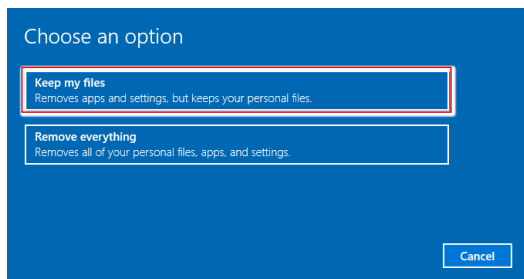 Choose an option
Keep my files
Removes apps and settings, but keeps your personal files.
Remove everything
Removes all of your personal files, apps, and settings.
Cancel